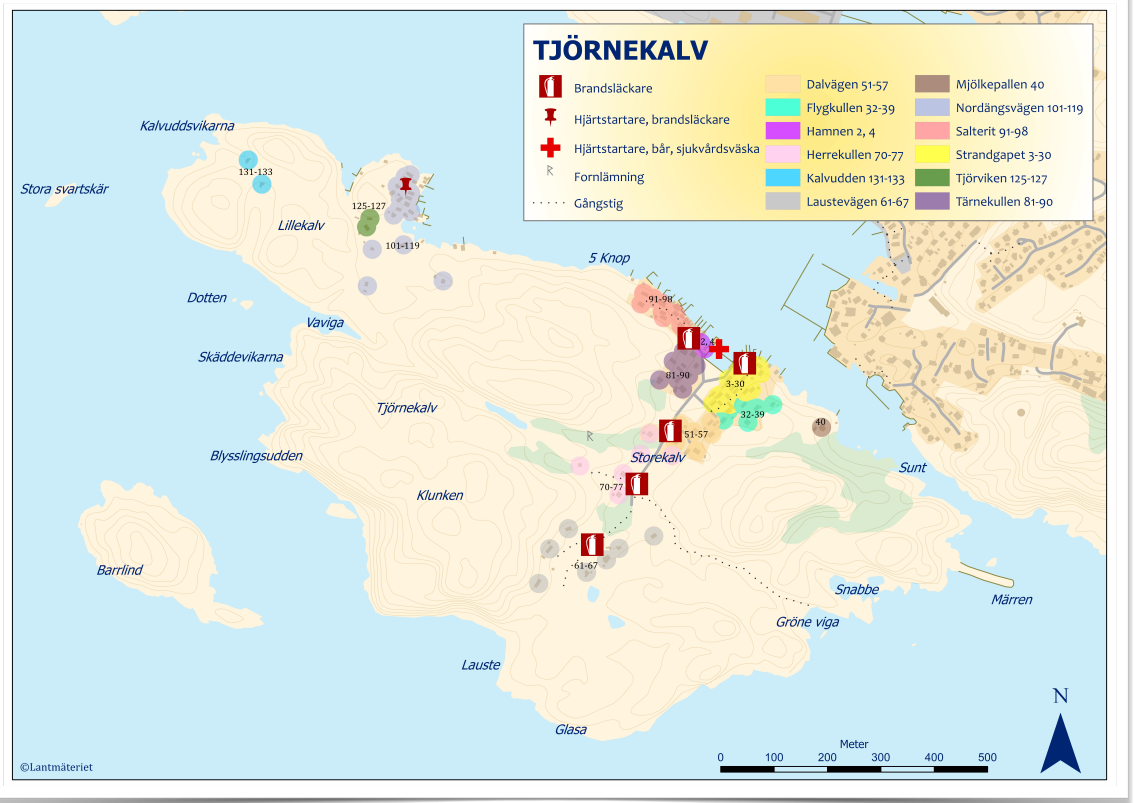 TJÖRNEKALV
Brandsläckare
Hjärtstartare, brandsläckare
Hjärtstartare, bår, sjukvårdsväska
Fornlämning
Gångstig
Dalvägen 51-57
Flygkullen 32-39
Hamnen 2, 4
Herrekullen 70-77
Kalvudden 131-133
Laustevägen 61-67
Mjölkepallen 40
Nordängsvägen 101-119
Salterit 91-98
Strandgapet 3-30
Tjörviken 125-127
Tärnekullen 81-90
Kalvuddsvikarna
131-133
Stora svartskär
125-127
Lillekalv
101-119
5 Knop
Dotten
91-98
Vaviga
2, 4
Skäddevikarna
81-90
3-30
Tjörnekalv
32-39
40
51-57
Blysslingsudden
Storekalv
Sunt
70-77
Klunken
61-67
Barrlind
Snabbe
Märren
Gröne viga
Lauste
Glasa
N
Meter
0 100 200 300 400 500
©Lantmäteriet